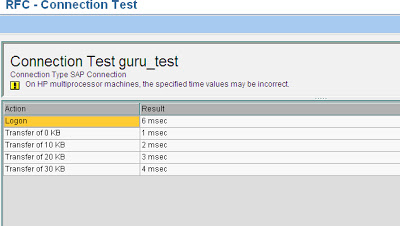 RFC - Connection Test
Connection Test guru_test
Connection Type SAP Connection
On HP multiprocessor machines, the specified time values may be incorrect.
Action Result
Logon 6 msec
Transfer of 0 KB 1 msec
Transfer of 10 KB 2 msec
Transfer of 20 KB 3 msec
Transfer of 30 KB 4 msec